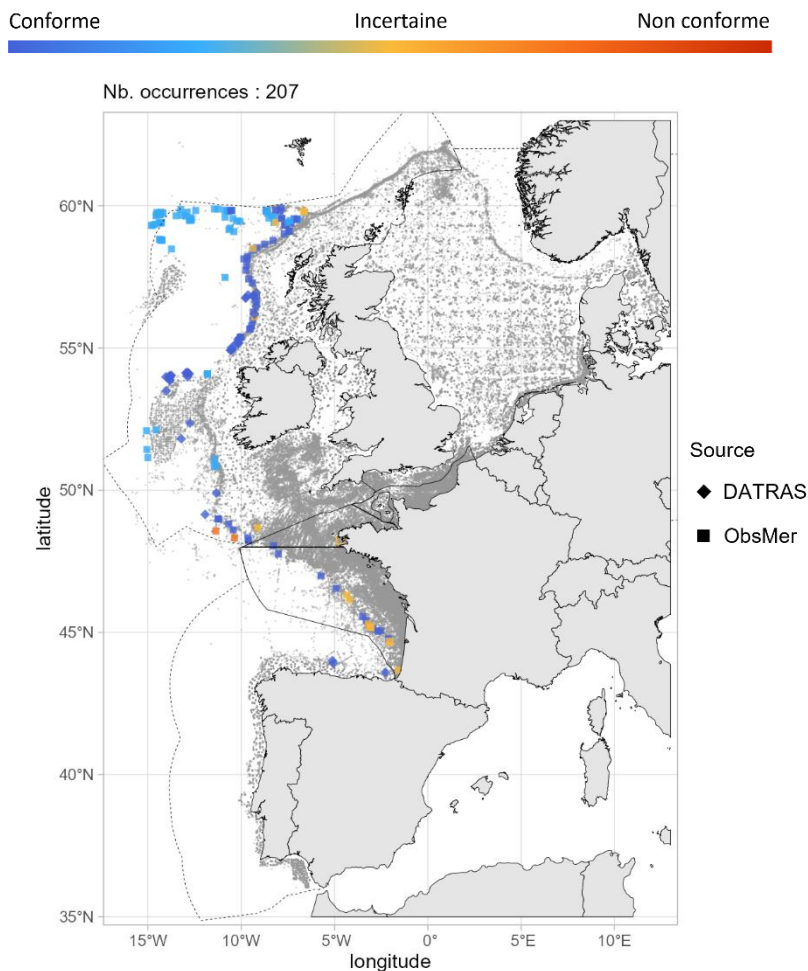 Conforme Incertaine Non conforme
Nb. occurrences : 207
60°N
55°N
50°N
45°N
40°N
35°N
latitude
Source
DATRAS
ObsMer
15°W 10°W 5°W 0° 5°E 10°E
longitude